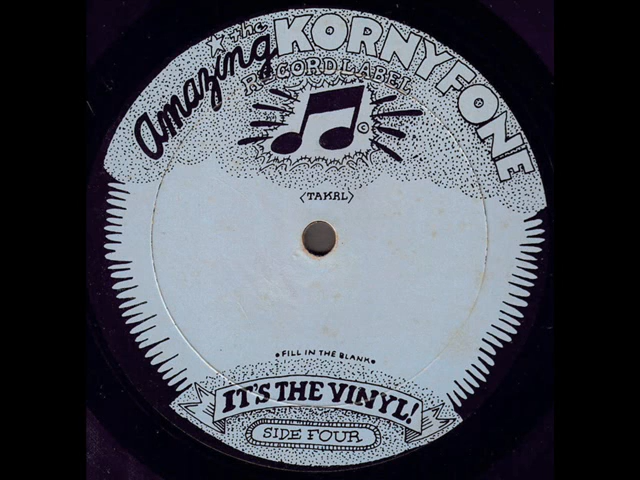 the
Amazing KORNYFONE
RECORD LABEL
©
<TAKRL>
•FILL IN THE BLANK•
IT'S THE VINYL!
SIDE FOUR